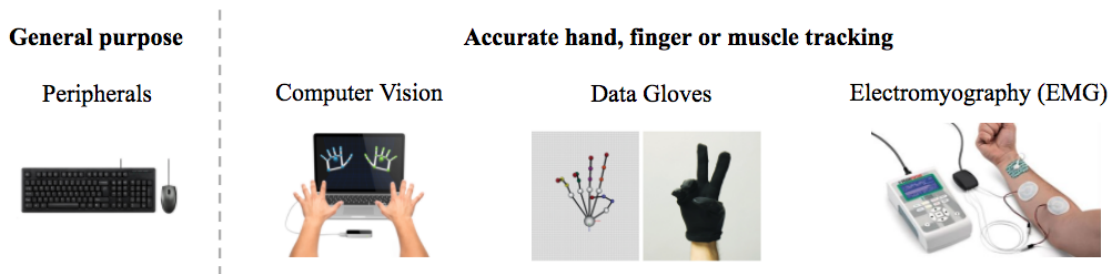 General purpose
Accurate hand, finger or muscle tracking
Peripherals
Computer Vision
Data Gloves
Electromyography (EMG)